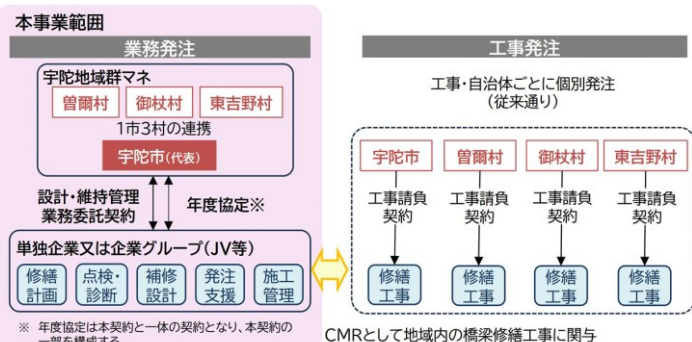 本事業範囲
業務発注
宇陀地域群マネ
曽爾村 御杖村 東吉野村
1市3村の連携
宇陀市(代表)
設計・維持管理
業務委託契約
年度協定※
単独企業又は企業グループ(JV等)
修繕
計画
点検・
診断
補修
設計
発注
支援
施工
管理
※ 年度協定は本契約と一体の契約となり、本契約の
一部を構成する
工事発注
工事・自治体ごとに個別発注
(従来通り)
宇陀市 曽爾村 御杖村 東吉野村
工事請負
契約
工事請負
契約
工事請負
契約
工事請負
契約
修繕
工事
修繕
工事
修繕
工事
修繕
工事
CMRとして地域内の橋梁修繕工事に関与